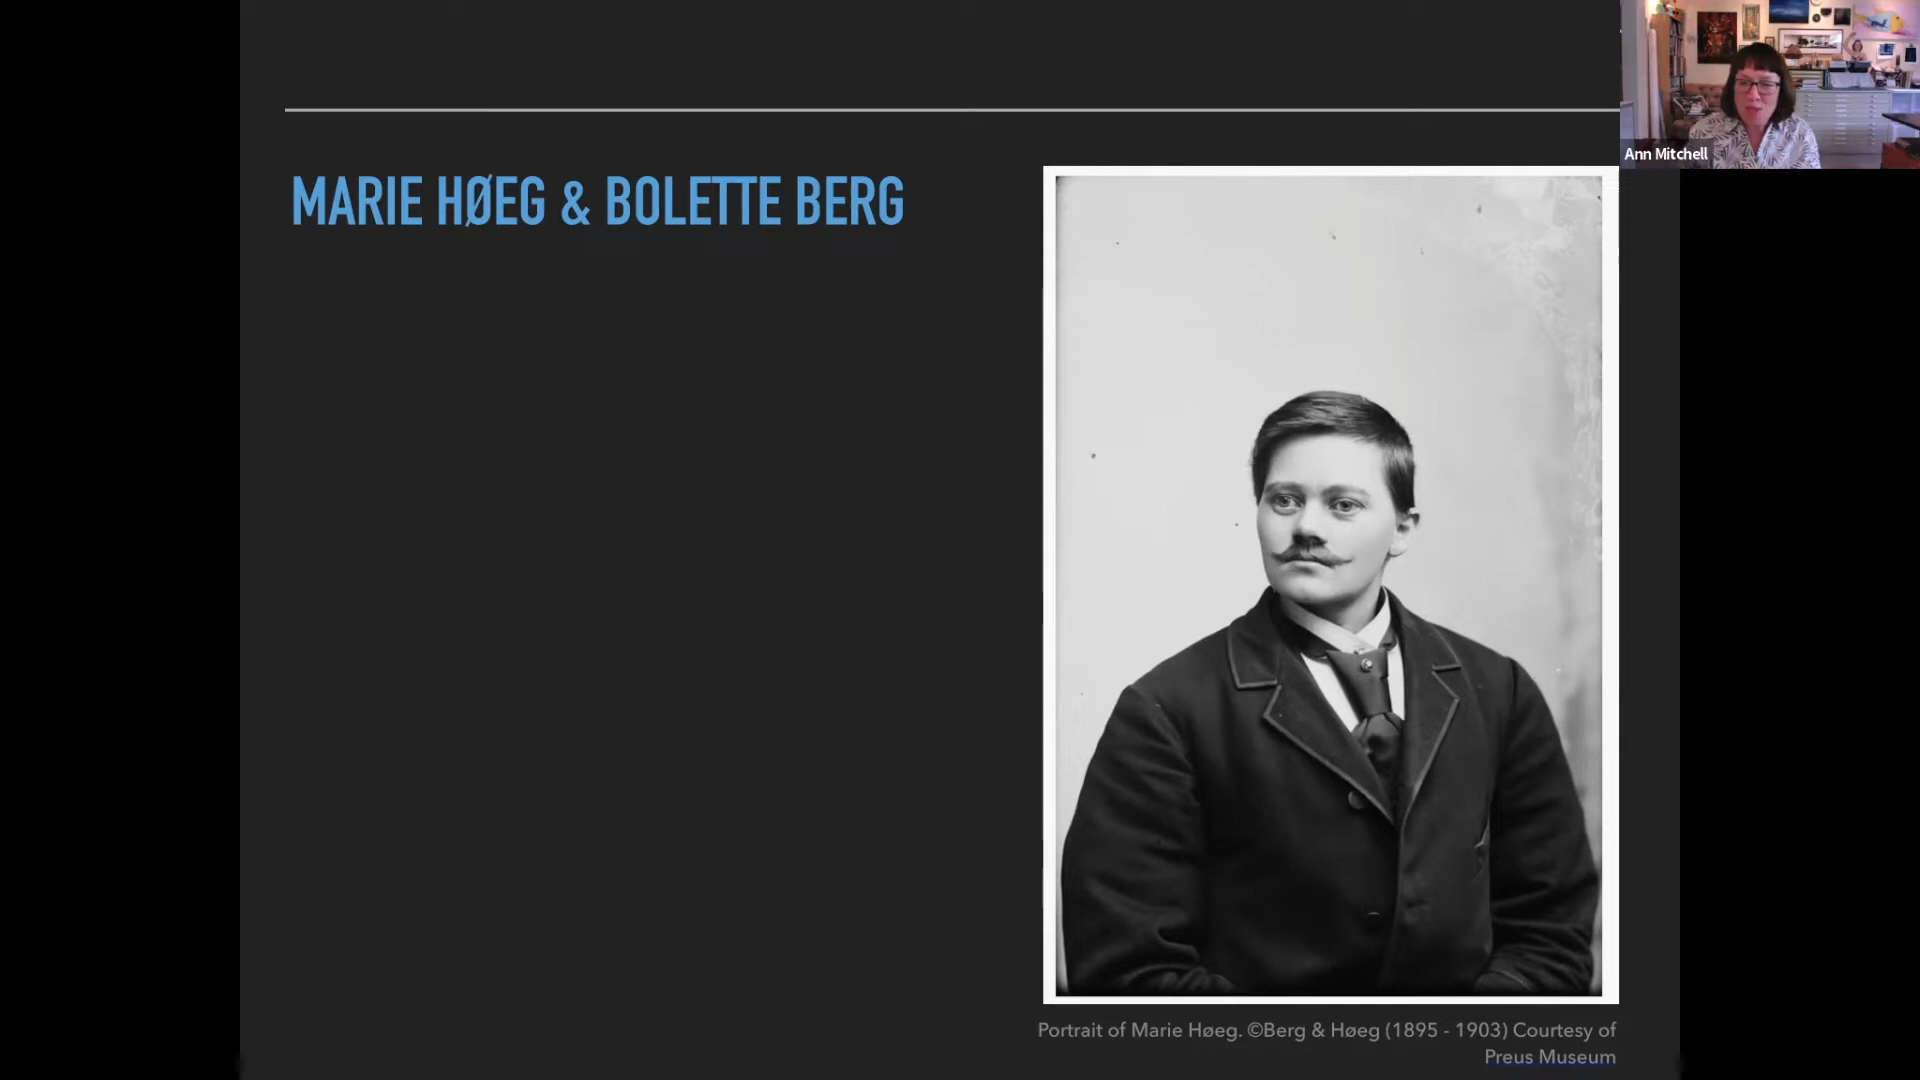 Ann Mitchell
MARIE HØEG & BOLETTE BERG
Portrait of Marie Høeg. ©Berg & Høeg (1895 - 1903) Courtesy of
Preus Museum